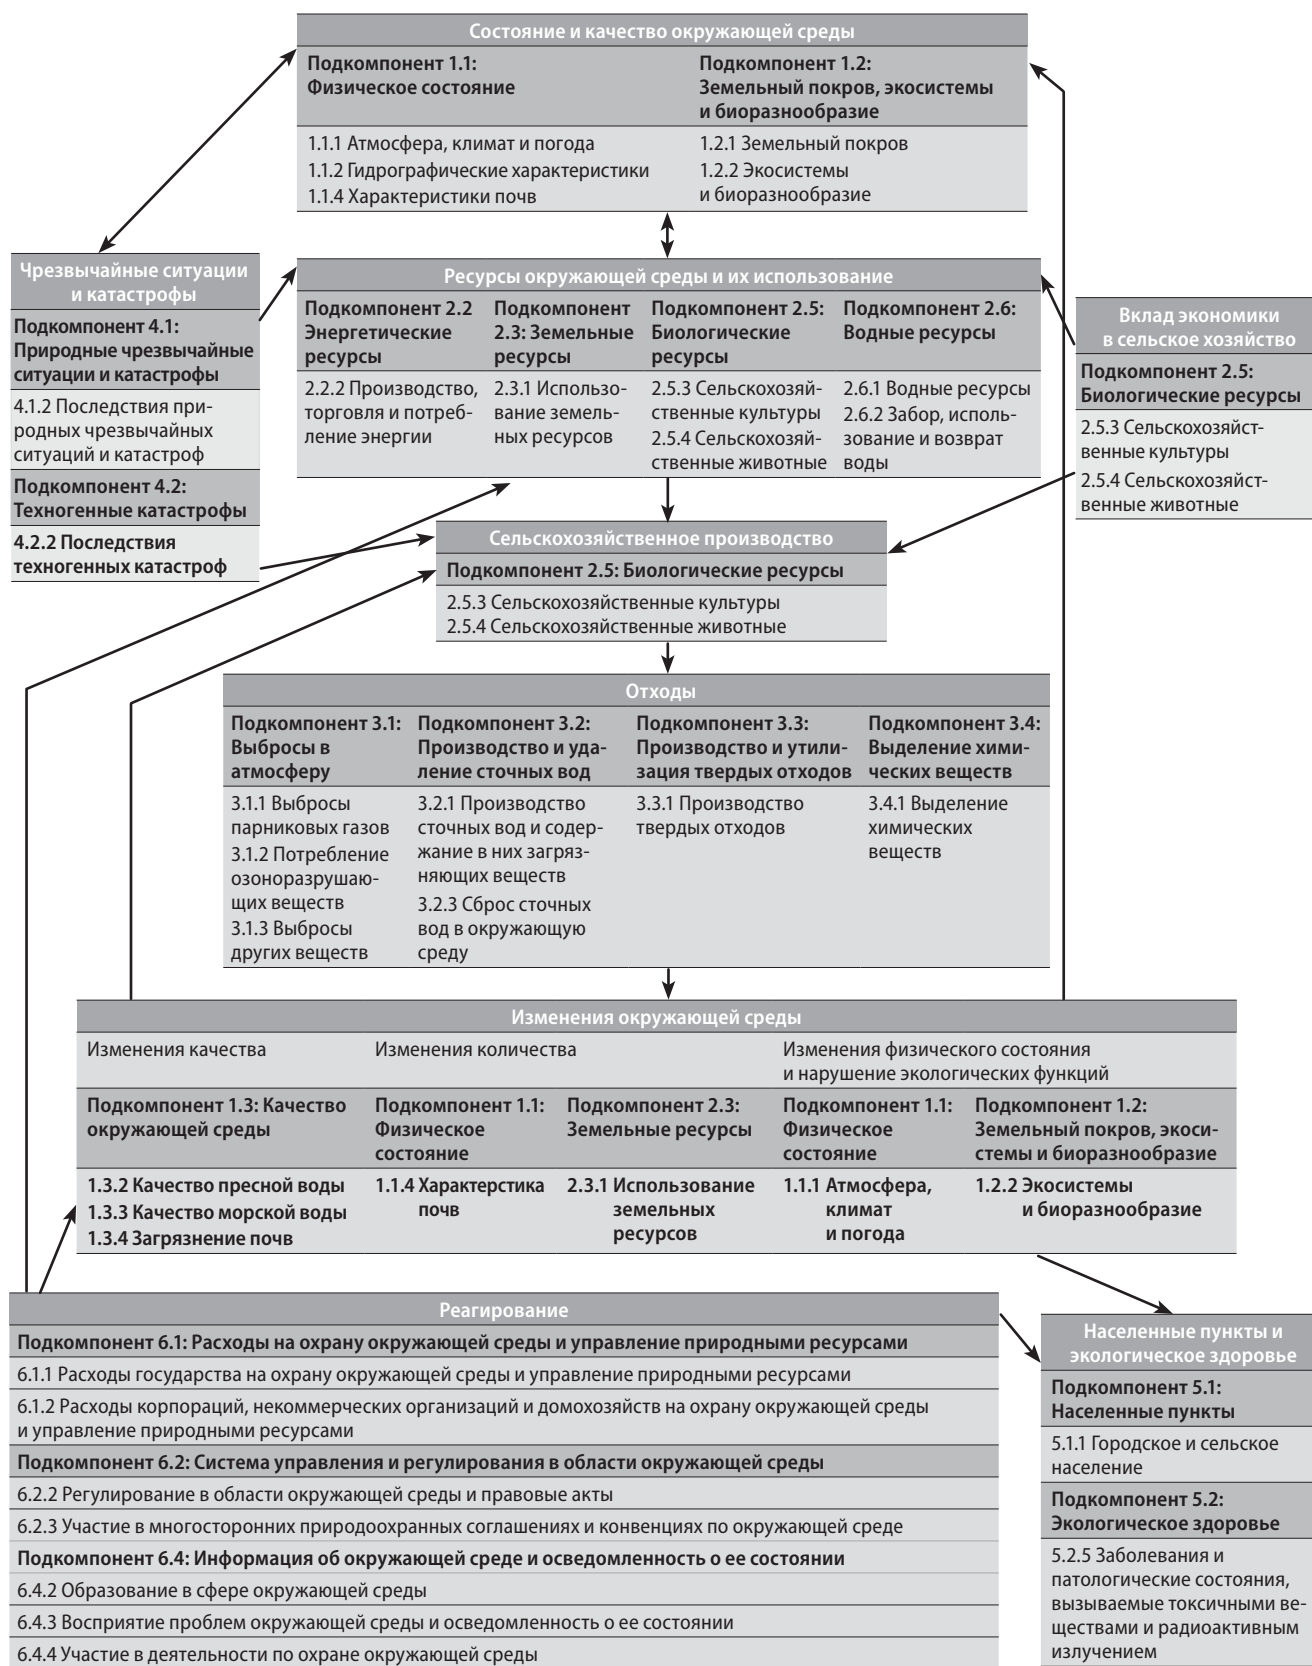 Состояние и качество окружающей среды
Подкомпонент 1.1:
Физическое состояние
Подкомпонент 1.2:
Земельный покров, экосистемы
и биоразнообразие
1.1.1 Атмосфера, климат и погода
1.1.2 Гидрографические характеристики
1.1.4 Характеристики почв
1.2.1 Земельный покров
1.2.2 Экосистемы
и биоразнообразие
Чрезвычайные ситуации
и катастрофы
Подкомпонент 4.1:
Природные чрезвычайные
ситуации и катастрофы
4.1.2 Последствия при-
родных чрезвычайных
ситуаций и катастроф
Подкомпонент 4.2:
Техногенные катастрофы
4.2.2 Последствия
техногенных катастроф
Ресурсы окружающей среды и их использование
Подкомпонент 2.2
Энергетические
ресурсы
Подкомпонент
2.3: Земельные
ресурсы
Подкомпонент 2.5:
Биологические
ресурсы
Подкомпонент 2.6:
Водные ресурсы
2.2.2 Производство,
торговля и потреб-
ление энергии
2.3.1 Использо-
вание земель-
ных ресурсов
2.5.3 Сельскохозяй-
ственные культуры
2.5.4 Сельскохозяй-
ственные животные
2.6.1 Водные ресурсы
2.6.2 Забор, исполь-
зование и возврат
воды
Вклад экономики
в сельское хозяйство
Подкомпонент 2.5:
Биологические ресурсы
2.5.3 Сельскохозяйст-
венные культуры
2.5.4 Сельскохозяйст-
венные животные
Сельскохозяйственное производство
Подкомпонент 2.5: Биологические ресурсы
2.5.3 Сельскохозяйственные культуры
2.5.4 Сельскохозяйственные животные
Отходы
Подкомпонент 3.1:
Выбросы в
атмосферу
Подкомпонент 3.2:
Производство и уда-
ление сточных вод
Подкомпонент 3.3:
Производство и утили-
зация твердых отходов
Подкомпонент 3.4:
Выделение хими-
ческих веществ
3.1.1 Выбросы
парниковых газов
3.1.2 Потребление
озоноразрушаю-
щих веществ
3.1.3 Выбросы
других веществ
3.2.1 Производство
сточных вод и содер-
жание в них загряз-
няющих веществ
3.2.3 Сброс сточных
вод в окружающую
среду
3.3.1 Производство
твердых отходов
3.4.1 Выделение
химических
веществ
Изменения окружающей среды
Изменения качества
Изменения количества
Изменения физического состояния
и нарушение экологических функций
Подкомпонент 1.3: Качество
окружающей среды
Подкомпонент 1.1:
Физическое
состояние
Подкомпонент 2.3:
Земельные ресурсы
Подкомпонент 1.1:
Физическое
состояние
Подкомпонент 1.2:
Земельный покров, экоси-
стемы и биоразнообразие
1.3.2 Качество пресной воды
1.3.3 Качество морской воды
1.3.4 Загрязнение почв
1.1.4 Характерстика
почв
2.3.1 Использование
земельных
ресурсов
1.1.1 Атмосфера,
климат
и погода
1.2.2 Экосистемы
и биоразнообразие
Реагирование
Подкомпонент 6.1: Расходы на охрану окружающей среды и управление природными ресурсами
6.1.1 Расходы государства на охрану окружающей среды и управление природными ресурсами
6.1.2 Расходы корпораций, некоммерческих организаций и домохозяйств на охрану окружающей среды
и управление природными ресурсами
Подкомпонент 6.2: Система управления и регулирования в области окружающей среды
6.2.2 Регулирование в области окружающей среды и правовые акты
6.2.3 Участие в многосторонних природоохранных соглашениях и конвенциях по окружающей среде
Подкомпонент 6.4: Информация об окружающей среде и осведомленность о ее состоянии
6.4.2 Образование в сфере окружающей среды
6.4.3 Восприятие проблем окружающей среды и осведомленность о ее состоянии
6.4.4 Участие в деятельности по охране окружающей среды
Населенные пункты и
экологическое здоровье
Подкомпонент 5.1:
Населенные пункты
5.1.1 Городское и сельское
население
Подкомпонент 5.2:
Экологическое здоровье
5.2.5 Заболевания и
патологические состояния,
вызываемые токсичными ве-
ществами и радиоактивным
излучением